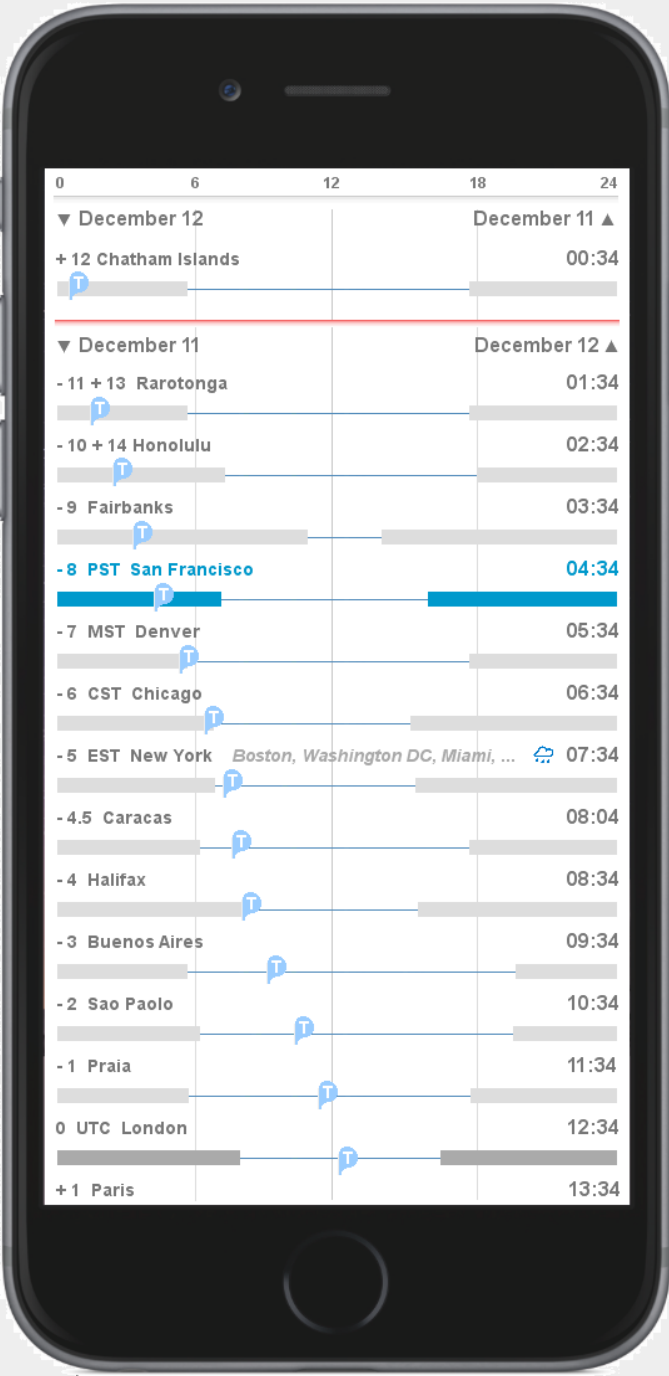 0 6 12 18 24
▼ December 12 December 11 ▲
+ 12 Chatham Islands 00:34
T
▼ December 11 December 12 ▲
- 11 + 13 Rarotonga 01:34
T
- 10 + 14 Honolulu 02:34
T
- 9 Fairbanks 03:34
T
- 8 PST San Francisco 04:34
T
- 7 MST Denver 05:34
T
- 6 CST Chicago 06:34
T
- 5 EST New York Boston, Washington DC, Miami, ... 07:34
T
- 4.5 Caracas 08:04
T
- 4 Halifax 08:34
T
- 3 Buenos Aires 09:34
T
- 2 Sao Paolo 10:34
T
- 1 Praia 11:34
T
0 UTC London 12:34
T
+ 1 Paris 13:34